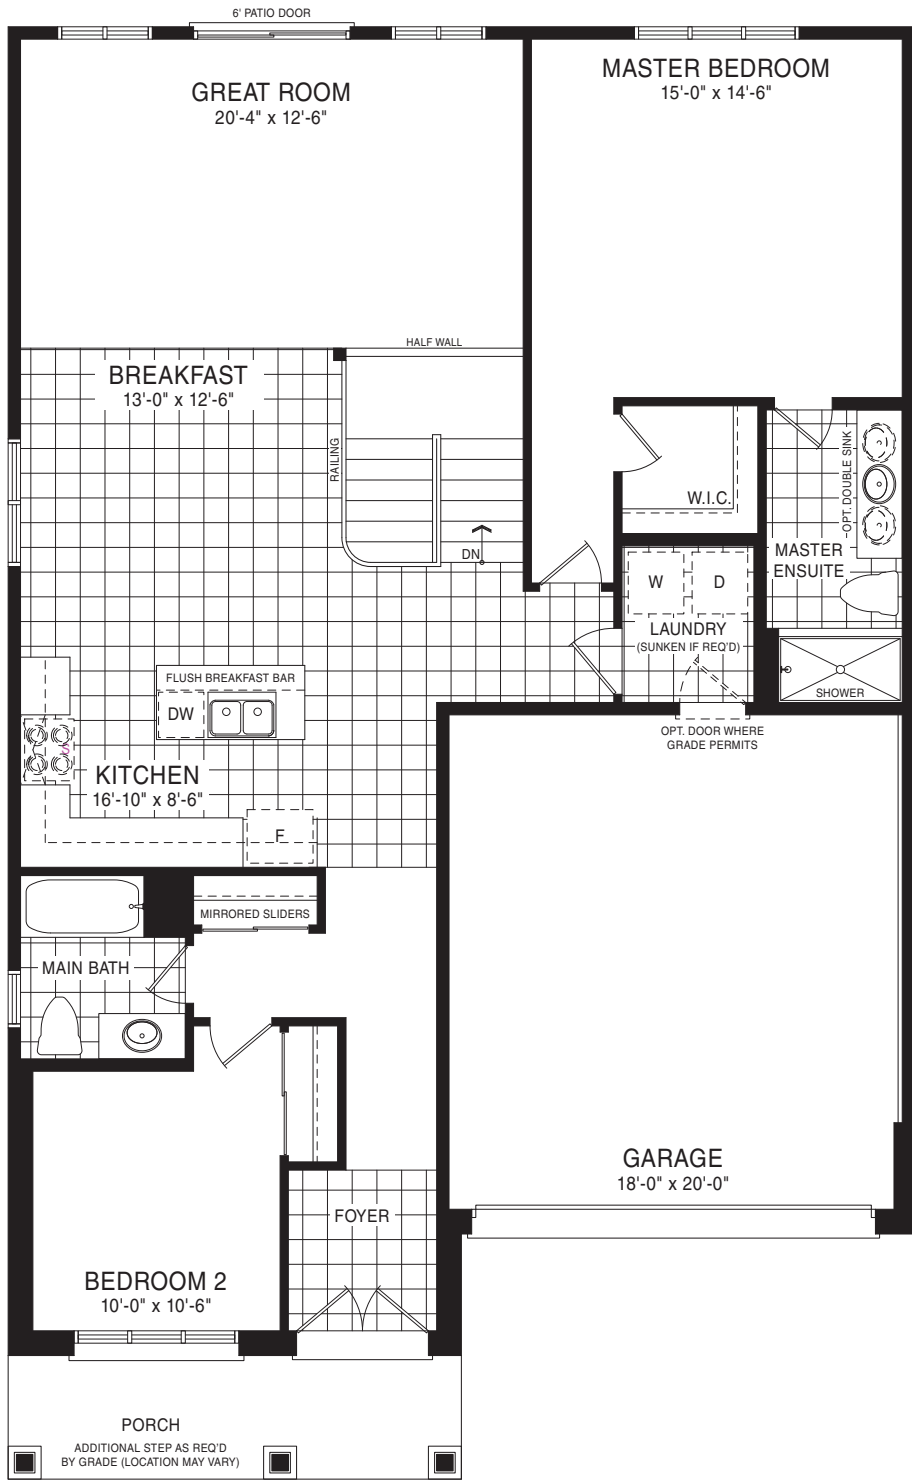 6' PATIO DOOR
GREAT ROOM
20'-4" x 12'-6"
MASTER BEDROOM
15'-0" x 14'-6"
HALF WALL
BREAKFAST
13'-0" x 12'-6"
RAILING
DN
W.I.C.
OPT. DOUBLE SINK
MASTER
ENSUITE
W
D
LAUNDRY
(SUNKEN IF REQ'D)
SHOWER
FLUSH BREAKFAST BAR
DW
S
KITCHEN
16'-10" x 8'-6"
F
OPT. DOOR WHERE
GRADE PERMITS
MIRRORED SLIDERS
MAIN BATH
GARAGE
18'-0" x 20'-0"
FOYER
BEDROOM 2
10'-0" x 10'-6"
PORCH
ADDITIONAL STEP AS REQ'D
BY GRADE (LOCATION MAY VARY)